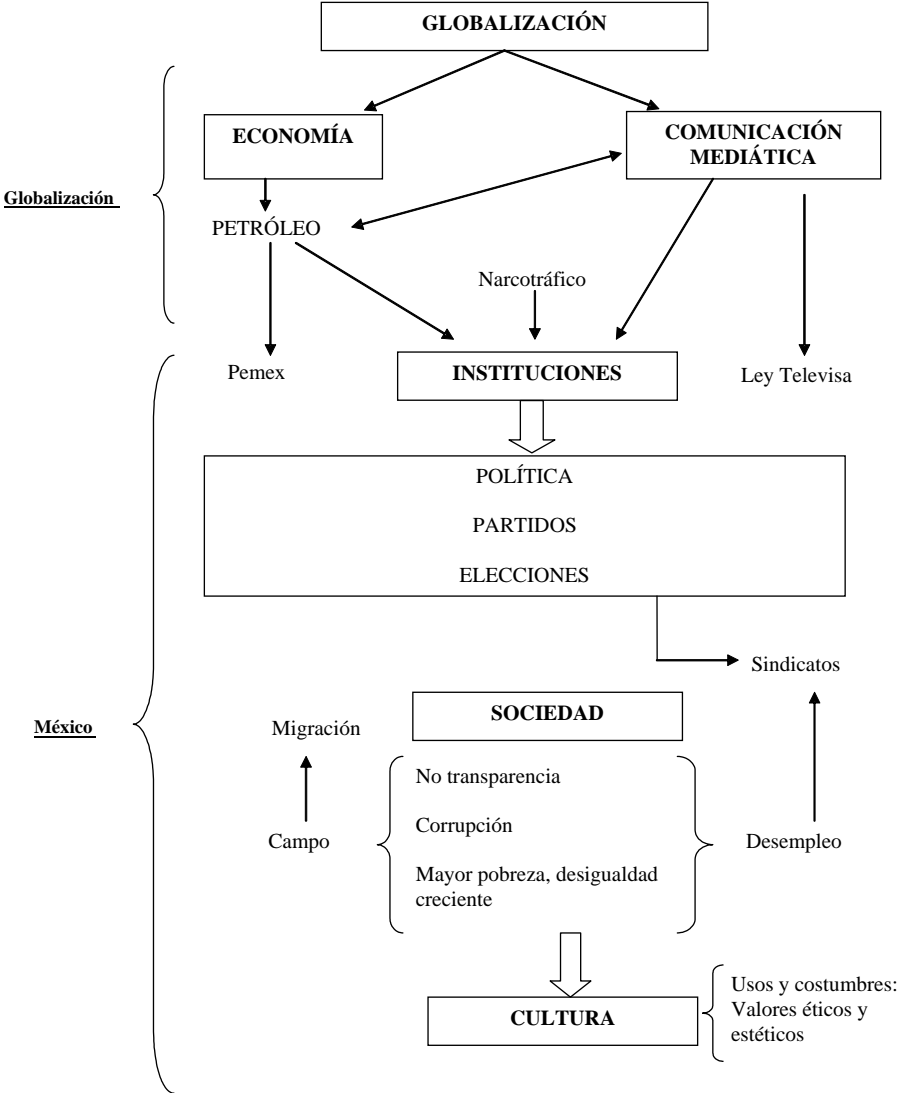 GLOBALIZACIÓN
ECONOMÍA
COMUNICACIÓN
MEDIÁTICA
Globalización
PETRÓLEO
Narcotráfico
Pemex
INSTITUCIONES
Ley Televisa
POLÍTICA
PARTIDOS
ELECCIONES
Sindicatos
SOCIEDAD
México
Migración
No transparencia
Corrupción
Campo
Desempleo
Mayor pobreza, desigualdad
creciente
CULTURA
Usos y costumbres:
Valores éticos y
estéticos